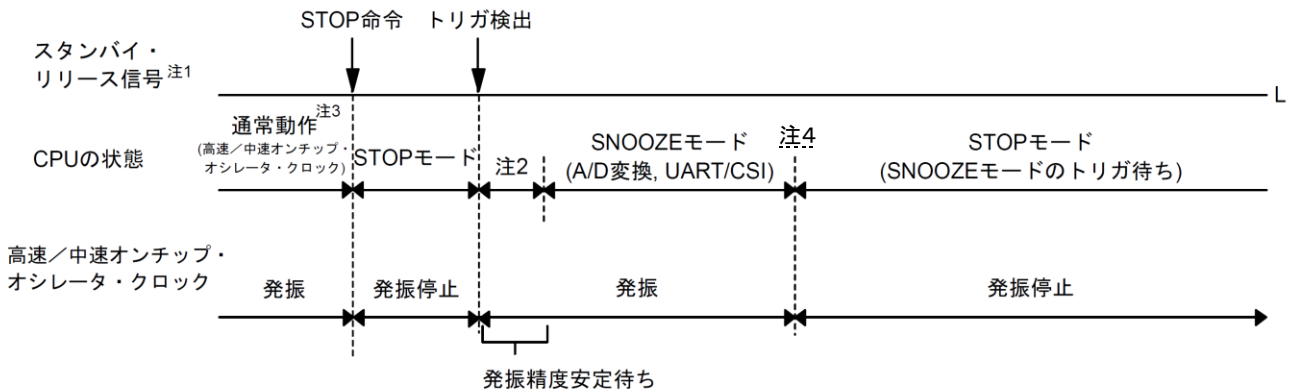 STOP命令 トリガ検出
スタンバイ・
リリース信号注1
L
通常動作注3
(高速／中速オンチップ・
オシレータ・クロック)
CPUの状態
STOPモード
注2
SNOOZEモード
(A/D変換, UART/CSI)
注4
STOPモード
(SNOOZEモードのトリガ待ち)
高速／中速オンチップ・
オシレータ・クロック
発振
発振停止
発振
発振停止
発振精度安定待ち